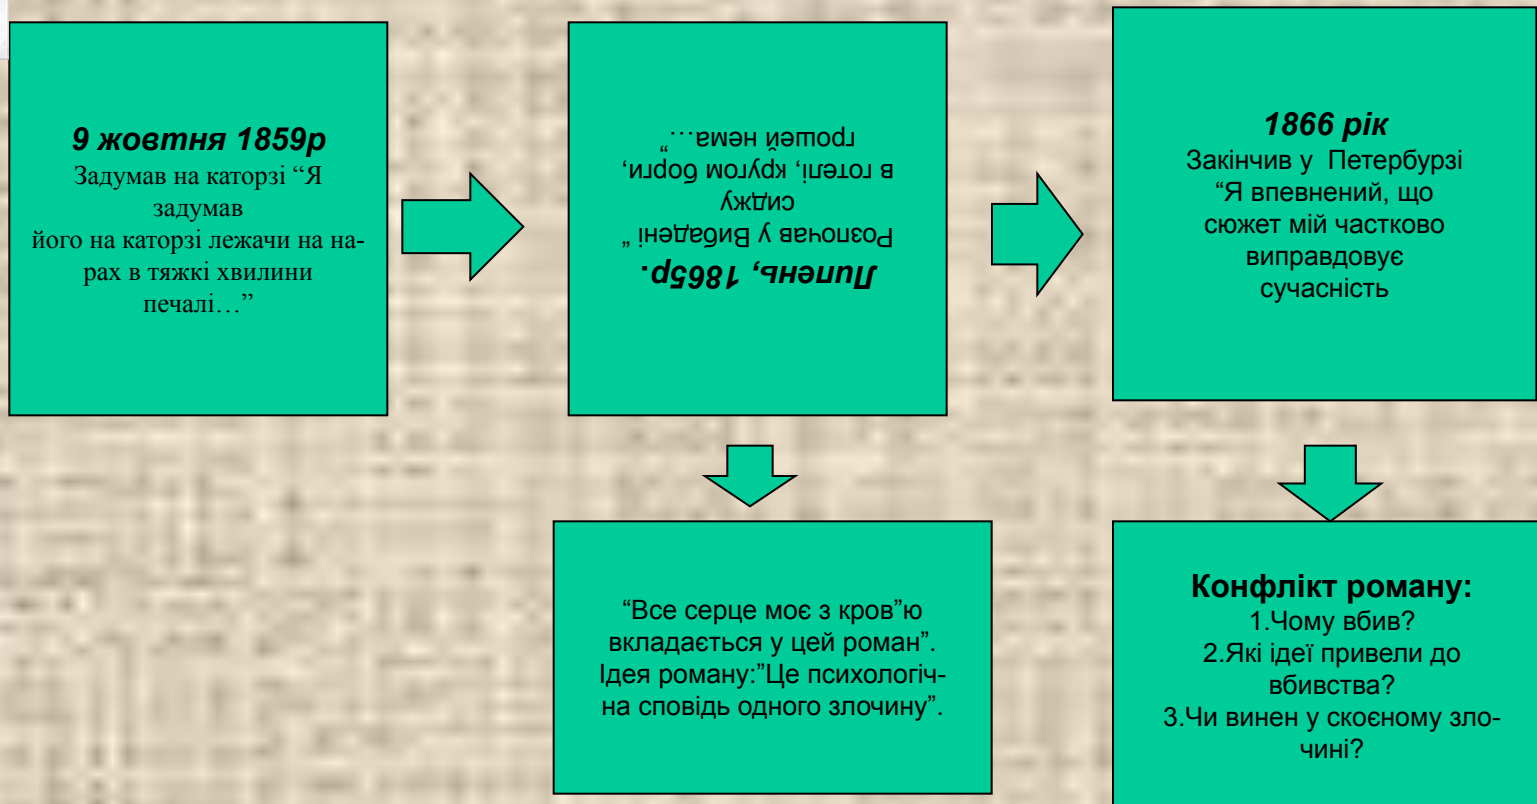 9 жовтня 1859р
Задумав на каторзі “Я
задумав
його на каторзі лежачи на на-
рах в тяжкі хвилини
печалі…”
Липень, 1865р.
Розпочав у Вибадені “
сиджу
в готелі, кругом борги,
грошей нема…“
1866 рік
Закінчив у Петербурзі
“Я впевнений, що
сюжет мій частково
виправдовує
сучасність
“Все серце моє з кров”ю
вкладається у цей роман”.
Ідея роману:”Це психологіч-
на сповідь одного злочину”.
Конфлікт роману:
1.Чому вбив?
2.Які ідеї привели до
вбивства?
3.Чи винен у скоєному зло-
чині?